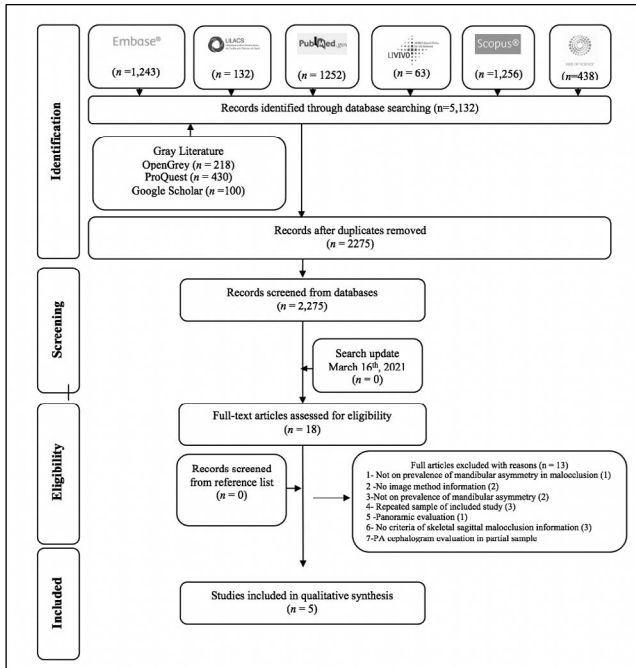 Embase®
LILACS
PubMed.gov
LIVIVO
Scopus®
WEB OF SCIENCE
(n =1,243)
(n = 132)
(n = 1252)
(n = 63)
(n = 1,256)
(n=438)
Identification
Records identified through database searching (n=5,132)
Gray Literature
OpenGrey (n = 218)
ProQuest (n = 430)
Google Scholar (n =100)
Records after duplicates removed
(n = 2275)
Screening
Records screened from databases
(n = 2,275)
Search update
March 16th, 2021
(n = 0)
Eligibility
Full-text articles assessed for eligibility
(n = 18)
Records screened
from reference list
(n = 0)
Full articles excluded with reasons (n = 13)
1- Not on prevalence of mandibular asymmetry in malocclusion (1)
2 -No image method information (2)
3-Not on prevalence of mandibular asymmetry (2)
4- Repeated sample of included study (3)
5 -Panoramic evaluation (1)
6- No criteria of skeletal sagittal malocclusion information (3)
7-PA cephalogram evaluation in partial sample
Included
Studies included in qualitative synthesis
(n = 5)